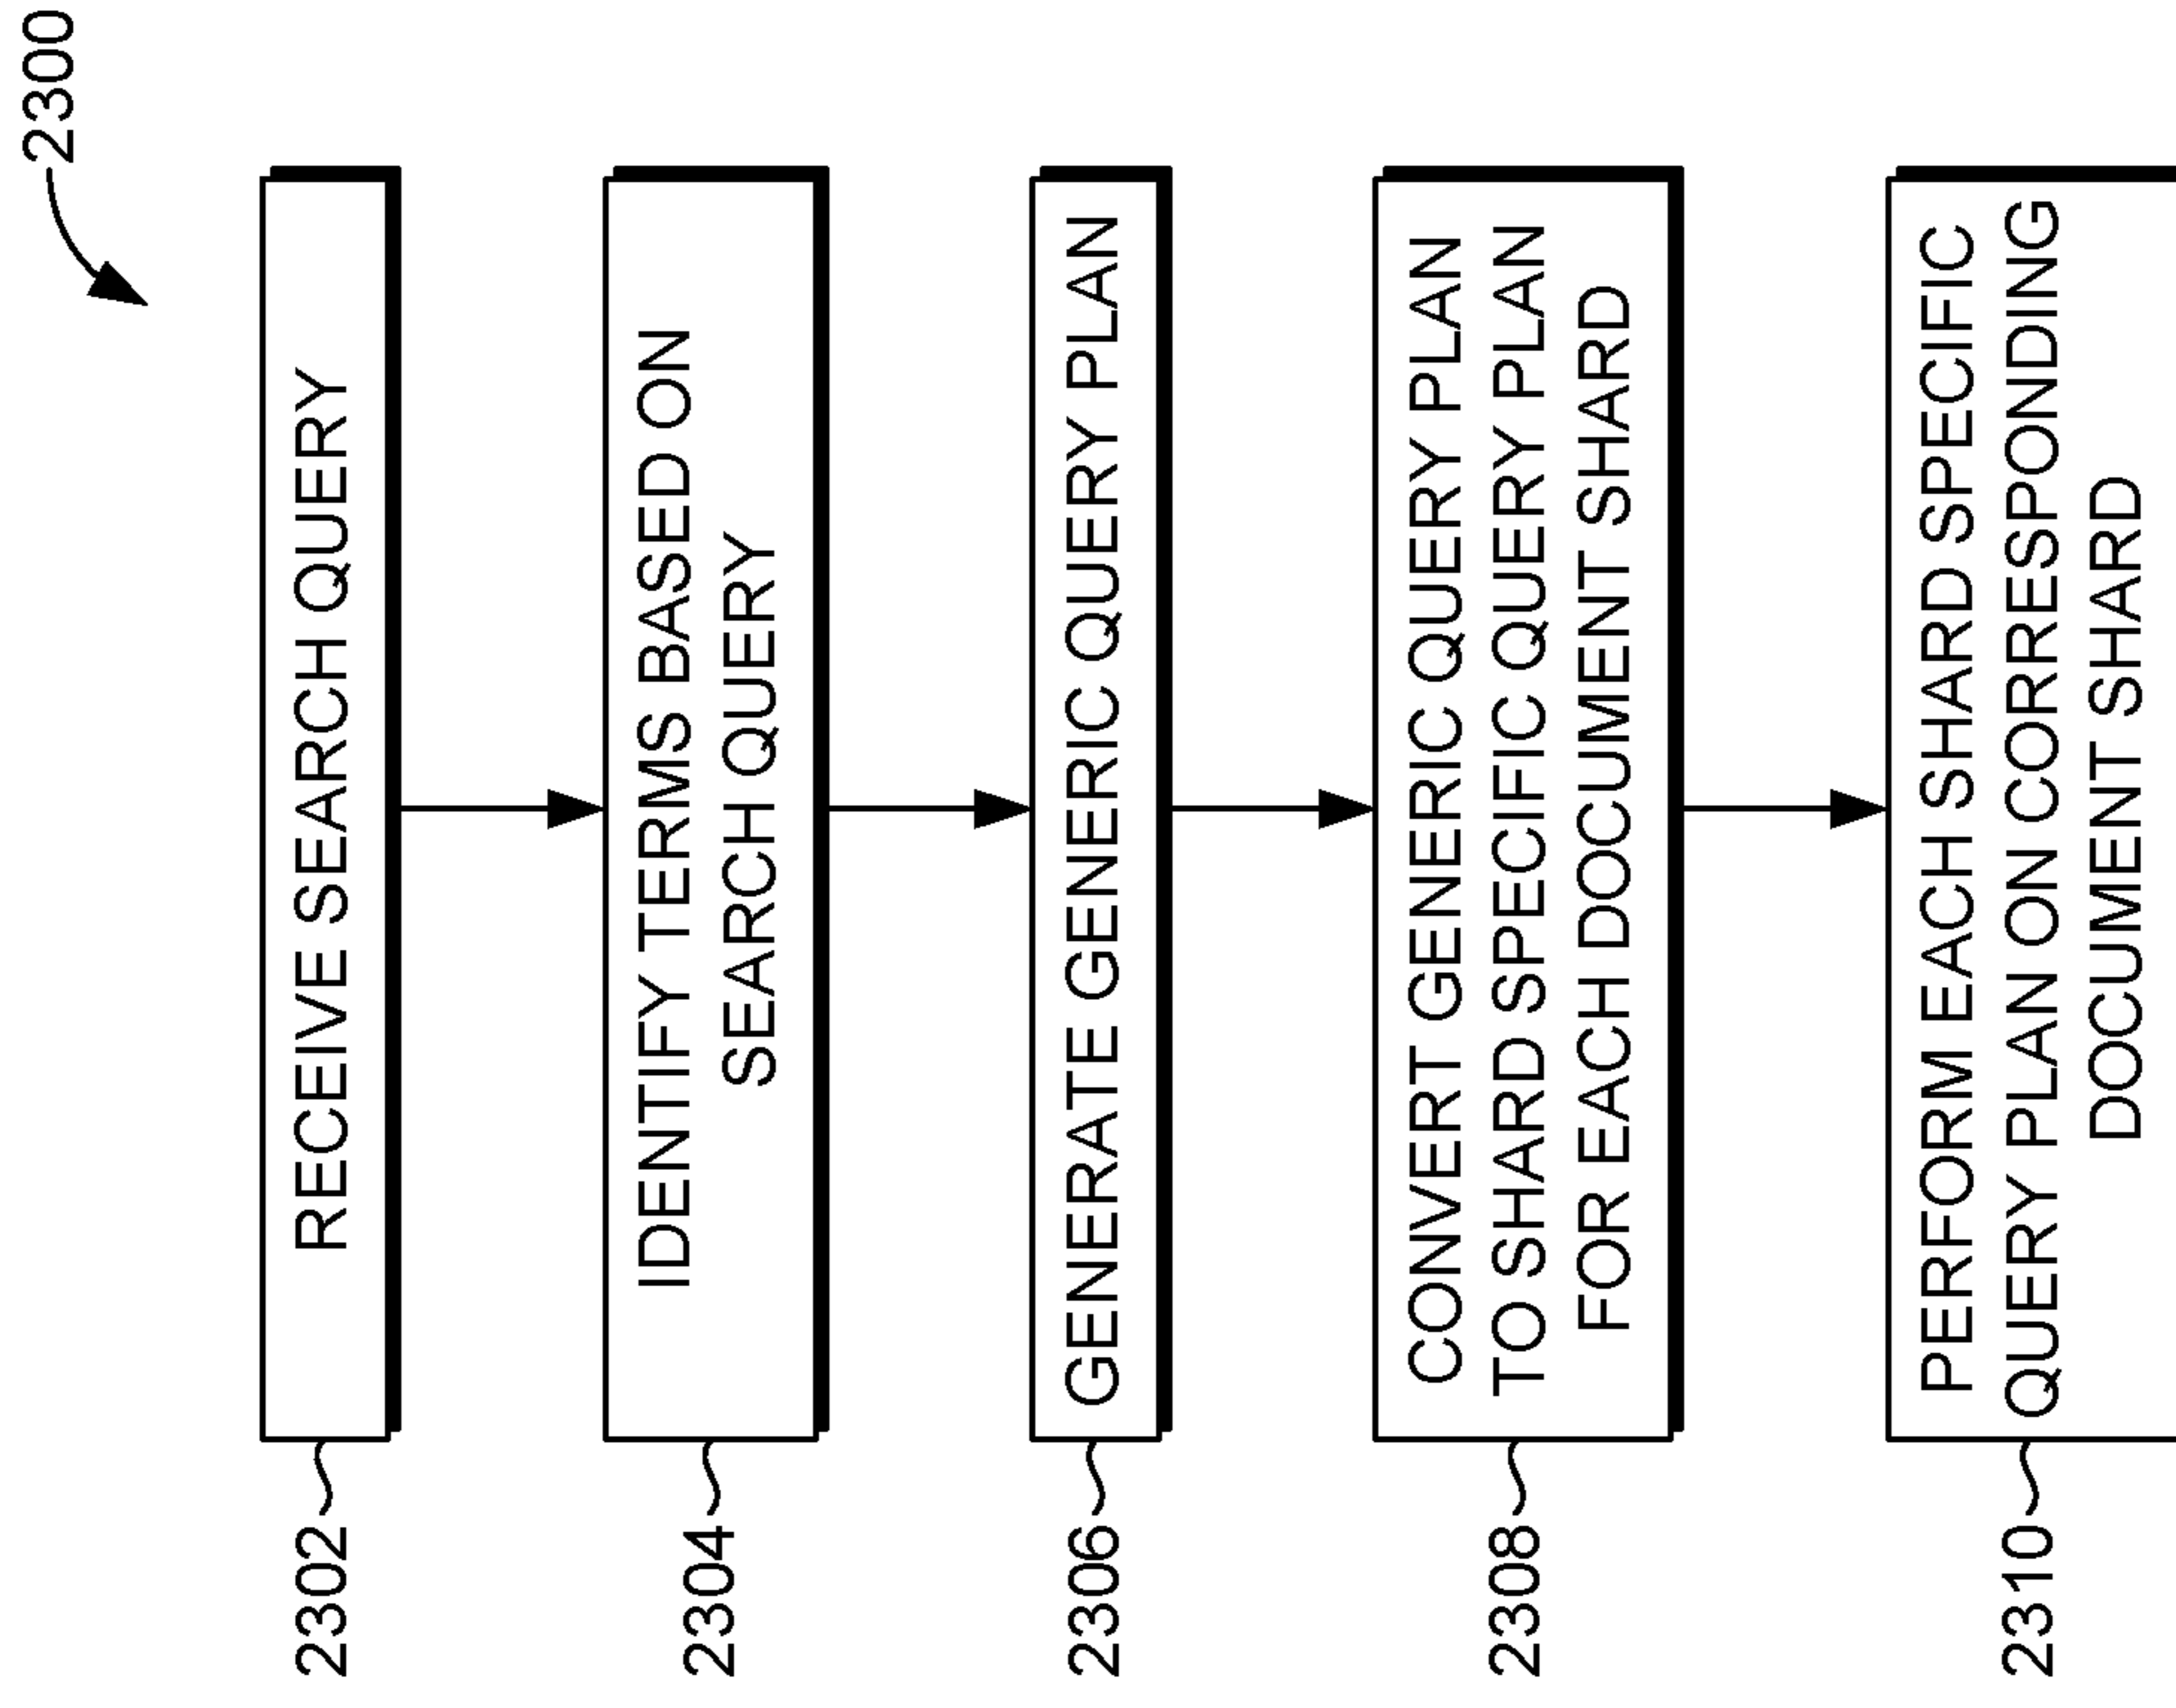 2300
2302
RECEIVE SEARCH QUERY
2304
IDENTIFY TERMS BASED ON
SEARCH QUERY
2306
GENERATE GENERIC QUERY PLAN
2308
CONVERT GENERIC QUERY PLAN
TO SHARD SPECIFIC QUERY PLAN
FOR EACH DOCUMENT SHARD
2310
PERFORM EACH SHARD SPECIFIC
QUERY PLAN ON CORRESPONDING
DOCUMENT SHARD